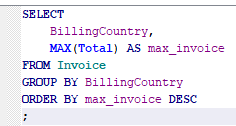 SELECT
BillingCountry,
MAX(Total) AS max_invoice
FROM Invoice
GROUP BY BillingCountry
ORDER BY max_invoice DESC
;